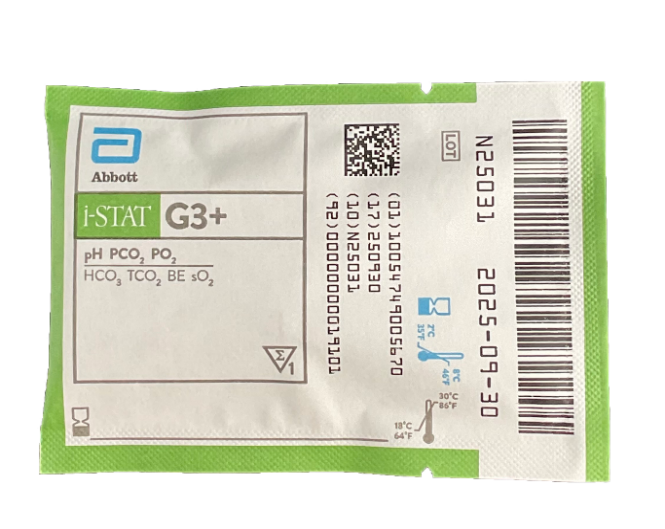 Abbott
i-STAT G3+
pH PCO₂ PO₂
HCO₃ TCO₂ BE sO₂
Σ
1
(01)10054749005670
(17)250930
(10)N25031
(92)0000000019101
LOT
N25031 2025-09-30
2°C
35°F
8°C
46°F
30°C
86°F
18°C
64°F